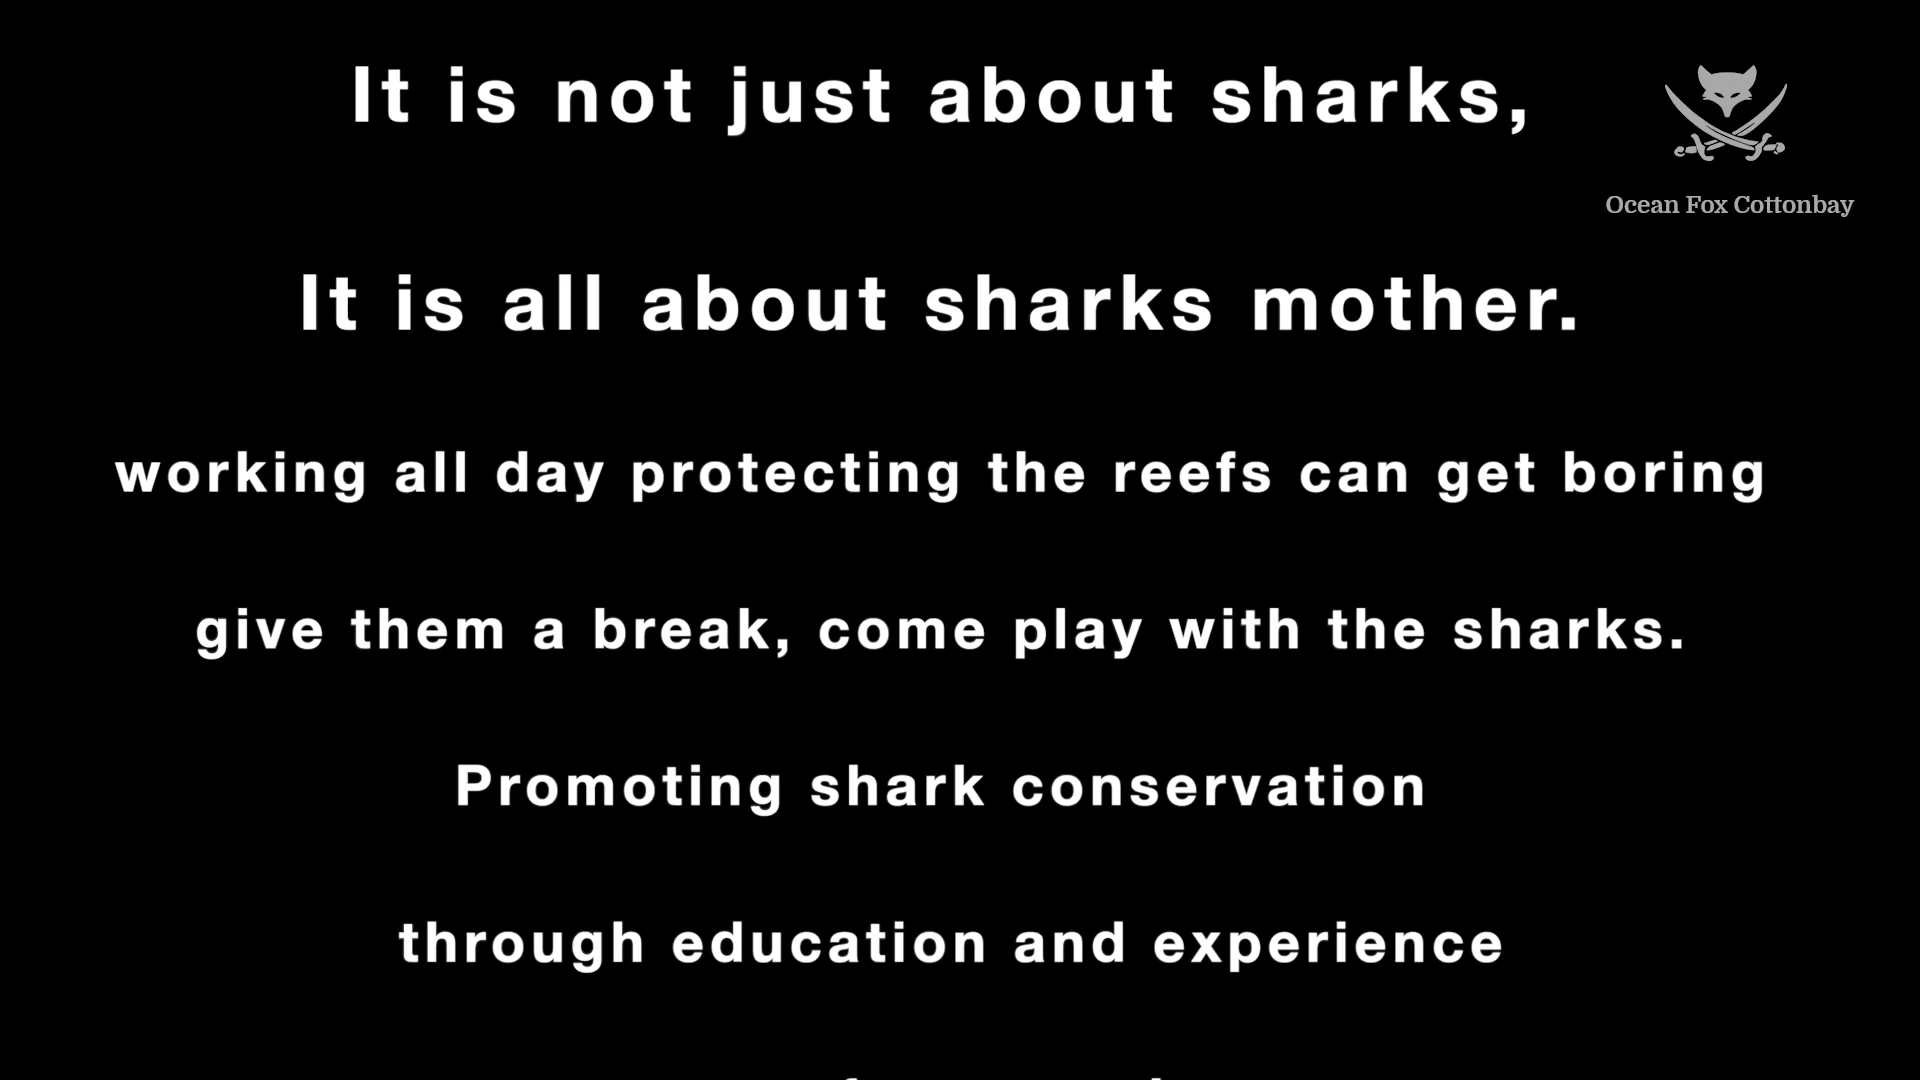 It is not just about sharks,
Ocean Fox Cottonbay
It is all about sharks mother.
working all day protecting the reefs can get boring
give them a break, come play with the sharks.
Promoting shark conservation
through education and experience